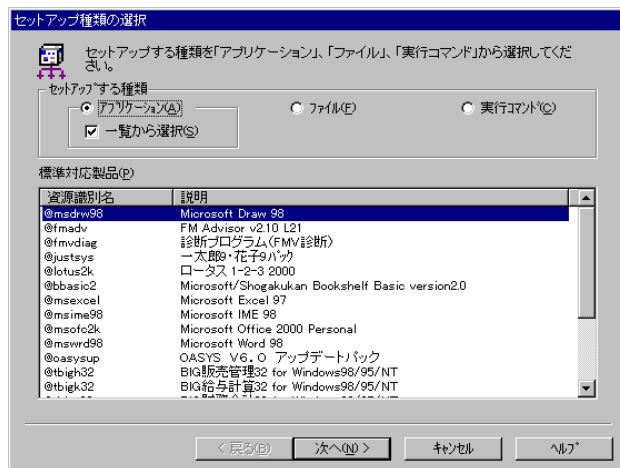 セットアップ種類の選択
セットアップする種類を「アプリケーション」、「ファイル」、「実行コマンド」から選択してくだ
さい。
セットアップする種類
アプリケーション(A)
ファイル(F)
実行コマンド(C)
一覧から選択(S)
標準対応製品(P)
資源識別名 説明
@msdrw98 Microsoft Draw 98
@fmadv FM Advisor v2.10 L21
@fmvdiag 診断プログラム(FMV診断)
@justsys 一太郎9・花子9パック
@lotus2k ロータス 1-2-3 2000
@bbasic2 Microsoft/Shogakukan Bookshelf Basic version2.0
@msexcel Microsoft Excel 97
@msime98 Microsoft IME 98
@msofc2k Microsoft Office 2000 Personal
@mswrd98 Microsoft Word 98
@oasysup OASYS V6.0 アップデートパック
@tbigh32 BIG販売管理32 for Windows98/95/NT
@tbigk32 BIG給与計算32 for Windows98/95/NT
< 戻る(B)
次へ(N) >
キャンセル
ヘルプ